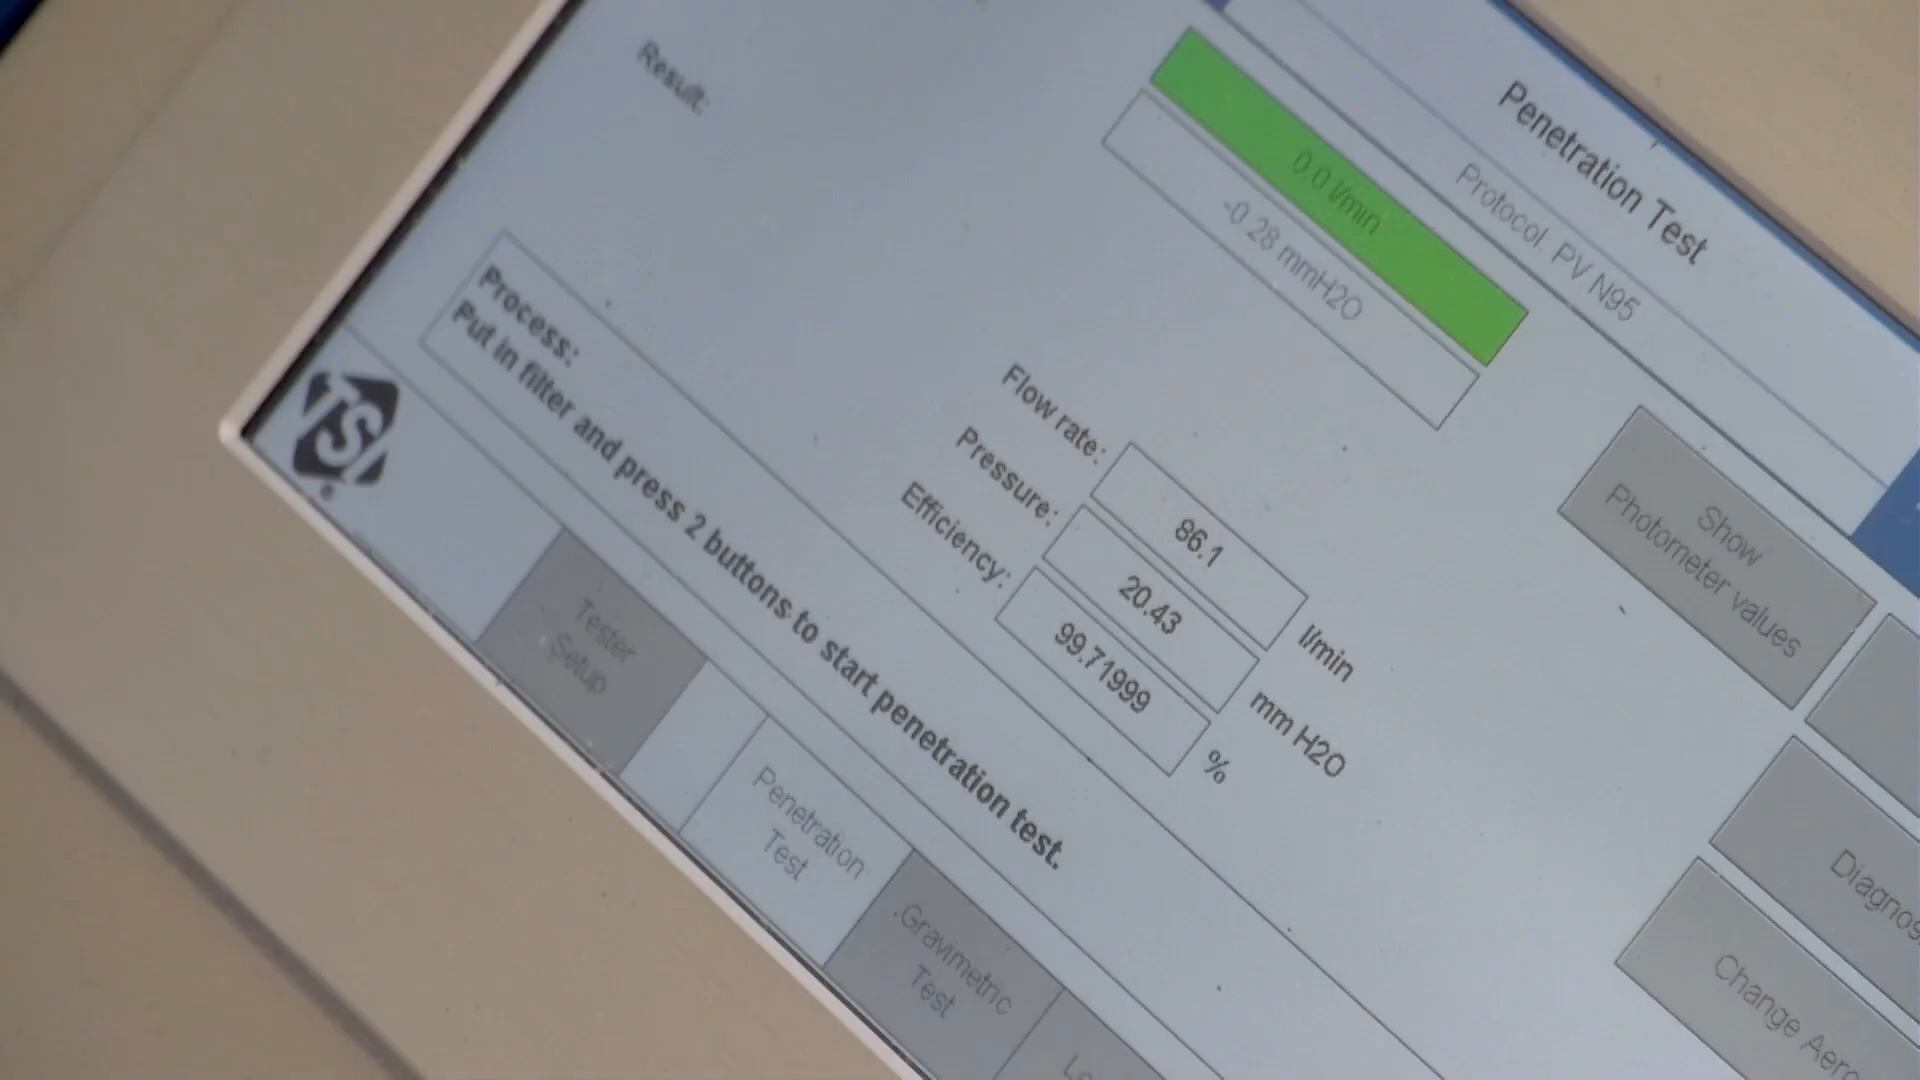 Penetration Test
Protocol: PV N95
0.0 l/min
-0.28 mmH2O
Result:
Flow rate: 86.1 l/min
Pressure: 20.43 mm H2O
Efficiency: 99.71999 %
Show
Photometer values
Process:
Put in filter and press 2 buttons to start penetration test.
TSI
®
Tester
Setup
Penetration
Test
Gravimetric
Test